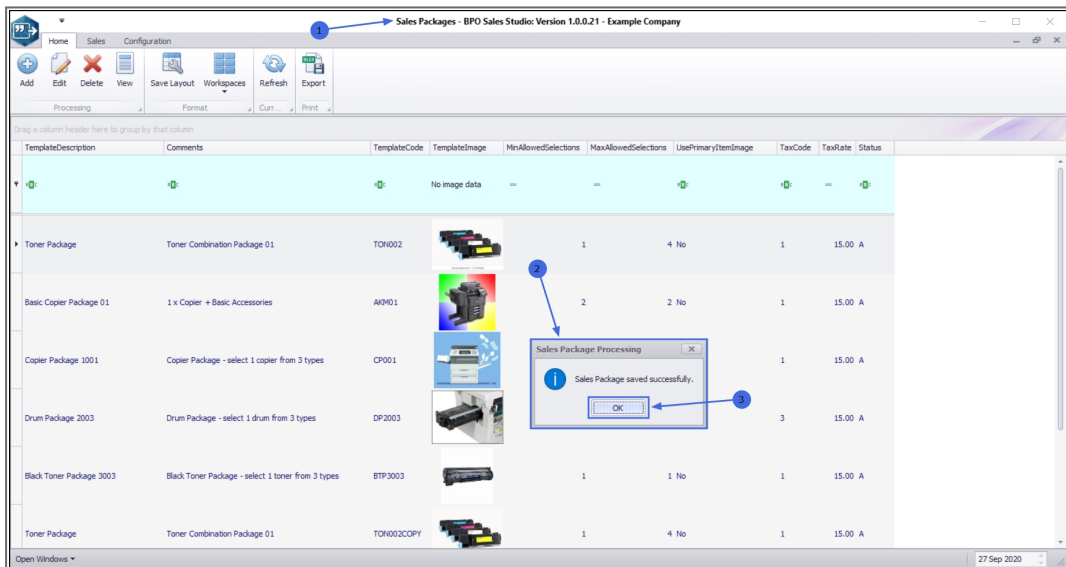 Sales Packages - BPO Sales Studio: Version 1.0.0.21 - Example Company
1
Home Sales Configuration
Add Edit Delete View Save Layout Workspaces Refresh Export
Processing Format Curr... Print
Drag a column header here to group by that column
TemplateDescription Comments TemplateCode TemplateImage MinAllowedSelections MaxAllowedSelections UsePrimaryItemImage TaxCode TaxRate Status
No image data = = =
Toner Package Toner Combination Package 01 TON002 1 4 No 1 15.00 A
2
Basic Copier Package 01 1 x Copier + Basic Accessories AKM01 2 2 No 1 15.00 A
Sales Package Processing
Copier Package 1001 Copier Package - select 1 copier from 3 types CP001 1 15.00 A
Sales Package saved successfully.
3
OK
Drum Package 2003 Drum Package - select 1 drum from 3 types DP2003 3 15.00 A
Black Toner Package 3003 Black Toner Package - select 1 toner from 3 types BTP3003 1 1 No 1 15.00 A
Toner Package Toner Combination Package 01 TON002COPY 1 4 No 1 15.00 A
Open Windows 27 Sep 2020